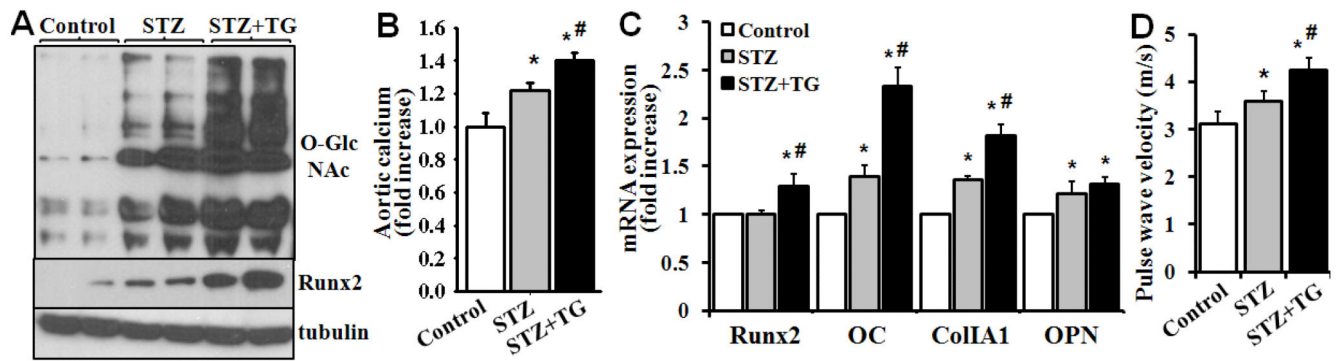 A
Control STZ STZ+TG
O-Glc
NAc
Runx2
tubulin
B
Aortic calcium
(fold increase)
1.6
1.4
1.2
1.0
0.8
0.6
0.4
0.2
0.0
*
*#
Control
STZ
STZ+TG
C
mRNA expression
(fold increase)
3
2.5
2
1.5
1
0.5
0
Control
STZ
STZ+TG
*#
*
*#
*
*#
*
*
Runx2 OC ColIA1 OPN
D
Pulse wave velocity (m/s)
6
5
4
3
2
1
0
*
*#
Control
STZ
STZ+TG